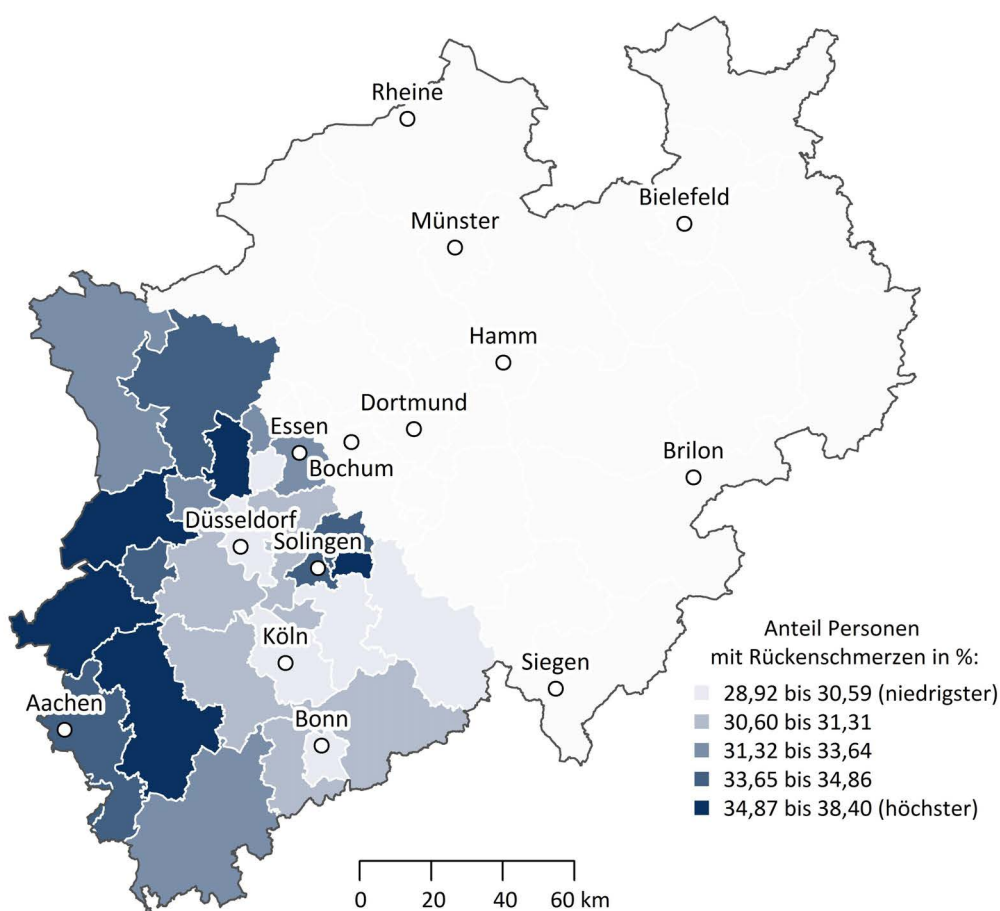 Rheine
Bielefeld
Münster
Hamm
Dortmund
Essen
Bochum
Brilon
Düsseldorf
Solingen
Köln
Siegen
Aachen
Bonn
Anteil Personen
mit Rückenschmerzen in %:
28,92 bis 30,59 (niedrigster)
30,60 bis 31,31
31,32 bis 33,64
33,65 bis 34,86
34,87 bis 38,40 (höchster)
0 20 40 60 km